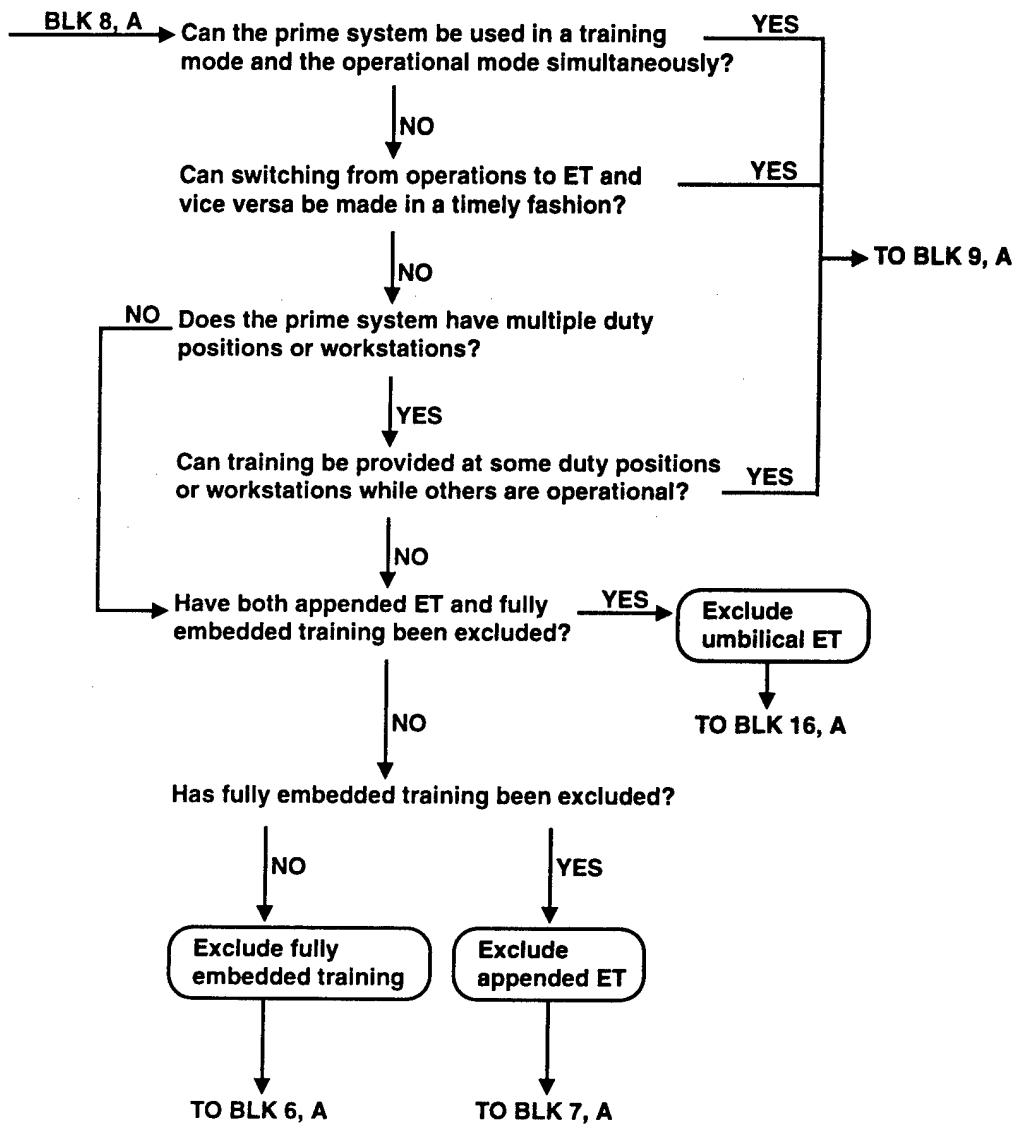 BLK 8, A
Can the prime system be used in a training
mode and the operational mode simultaneously?
YES
NO
Can switching from operations to ET and
vice versa be made in a timely fashion?
YES
TO BLK 9, A
NO
NO
Does the prime system have multiple duty
positions or workstations?
YES
Can training be provided at some duty positions
or workstations while others are operational?
YES
NO
Have both appended ET and fully
embedded training been excluded?
YES
Exclude
umbilical ET
TO BLK 16, A
NO
Has fully embedded training been excluded?
NO
YES
Exclude fully
embedded training
Exclude
appended ET
TO BLK 6, A
TO BLK 7, A